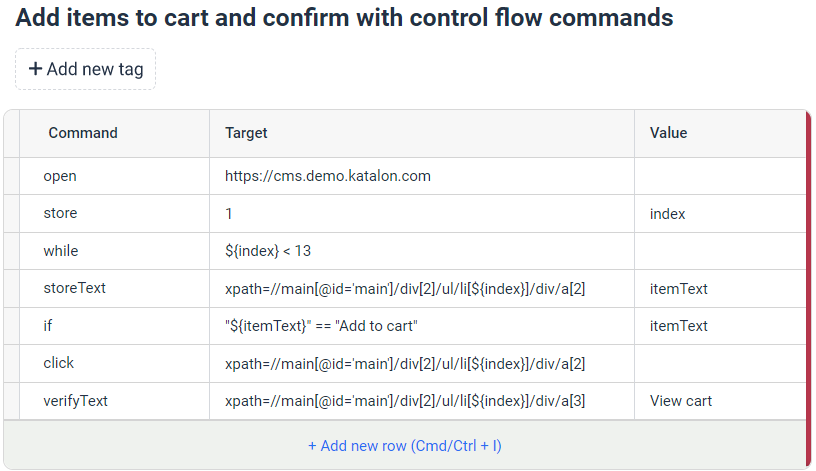 Add items to cart and confirm with control flow commands
+ Add new tag
Command Target Value
open https://cms.demo.katalon.com
store 1 index
while ${index} < 13
storeText xpath=//main[@id='main']/div[2]/ul/li[${index}]/div/a[2] itemText
if "${itemText}" == "Add to cart" itemText
click xpath=//main[@id='main']/div[2]/ul/li[${index}]/div/a[2]
verifyText xpath=//main[@id='main']/div[2]/ul/li[${index}]/div/a[3] View cart
+ Add new row (Cmd/Ctrl + I)